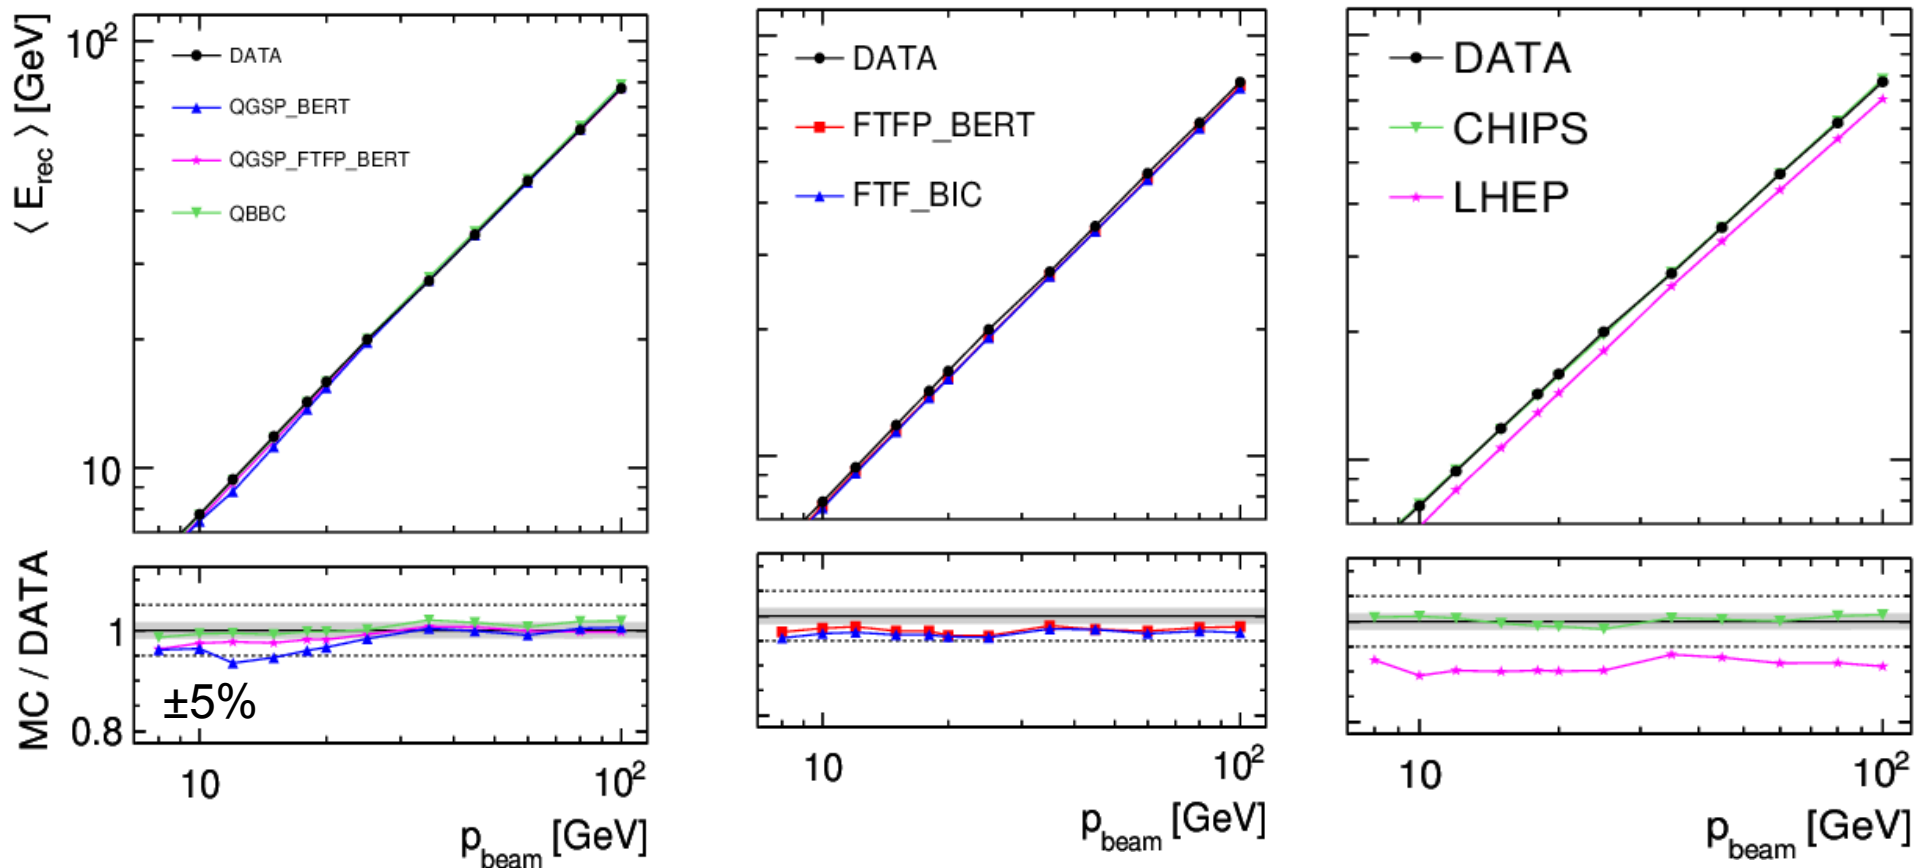 ⟨ E_rec ⟩ [GeV]
10²
10
DATA
QGSP_BERT
QGSP_FTFP_BERT
QBBC
MC / DATA
1
0.8
±5%
10
10²
p_beam [GeV]
DATA
FTFP_BERT
FTF_BIC
10
10²
p_beam [GeV]
DATA
CHIPS
LHEP
10
10²
p_beam [GeV]